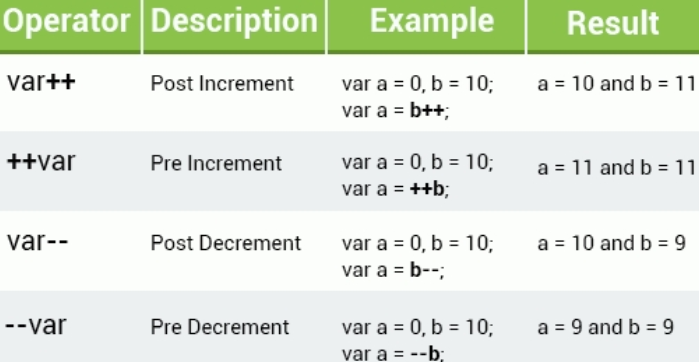 Operator Description Example Result
var++ Post Increment var a = 0, b = 10; a = 10 and b = 11
var a = b++;
++var Pre Increment var a = 0, b = 10; a = 11 and b = 11
var a = ++b;
var-- Post Decrement var a = 0, b = 10; a = 10 and b = 9
var a = b--;
--var Pre Decrement var a = 0, b = 10; a = 9 and b = 9
var a = --b;